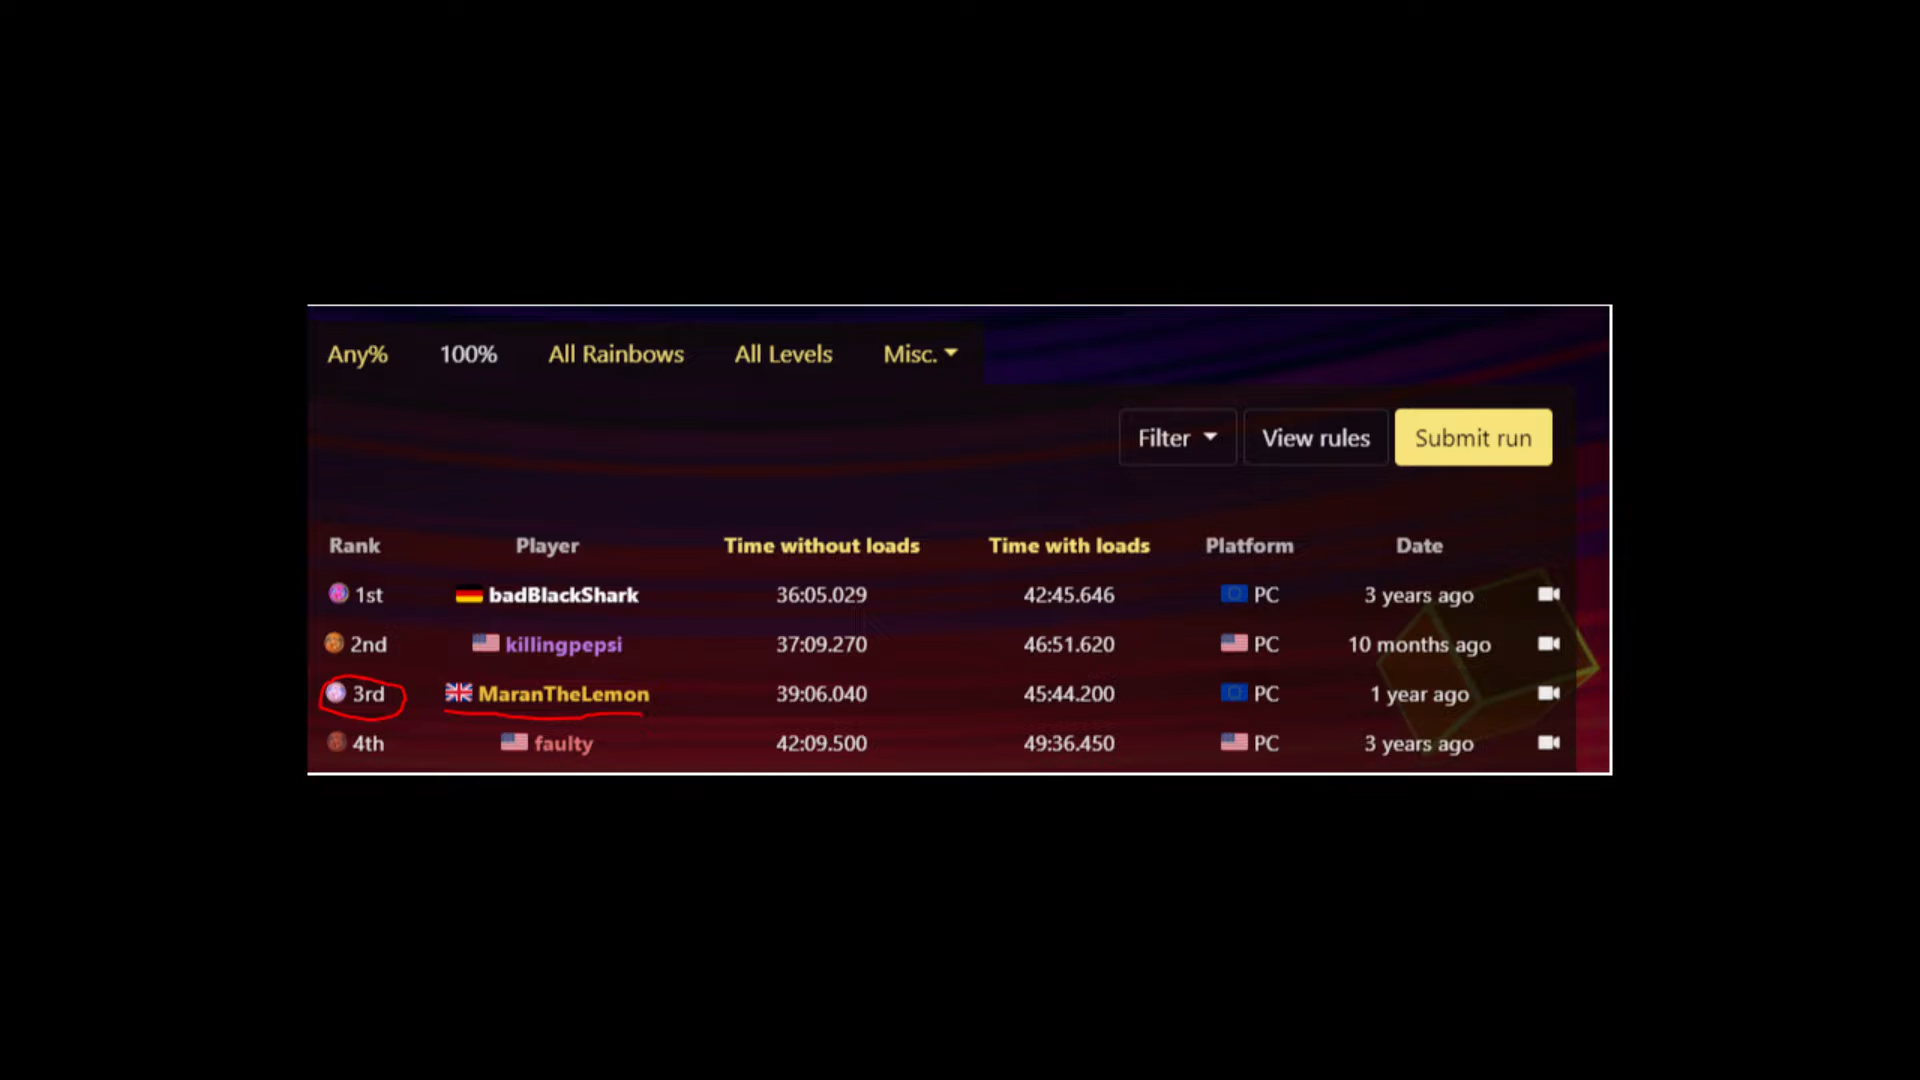 Any% 100% All Rainbows All Levels Misc.
Filter View rules Submit run
Rank Player Time without loads Time with loads Platform Date
1st badBlackShark 36:05.029 42:45.646 PC 3 years ago
2nd killingpepsi 37:09.270 46:51.620 PC 10 months ago
3rd MaranTheLemon 39:06.040 45:44.200 PC 1 year ago
4th faulty 42:09.500 49:36.450 PC 3 years ago